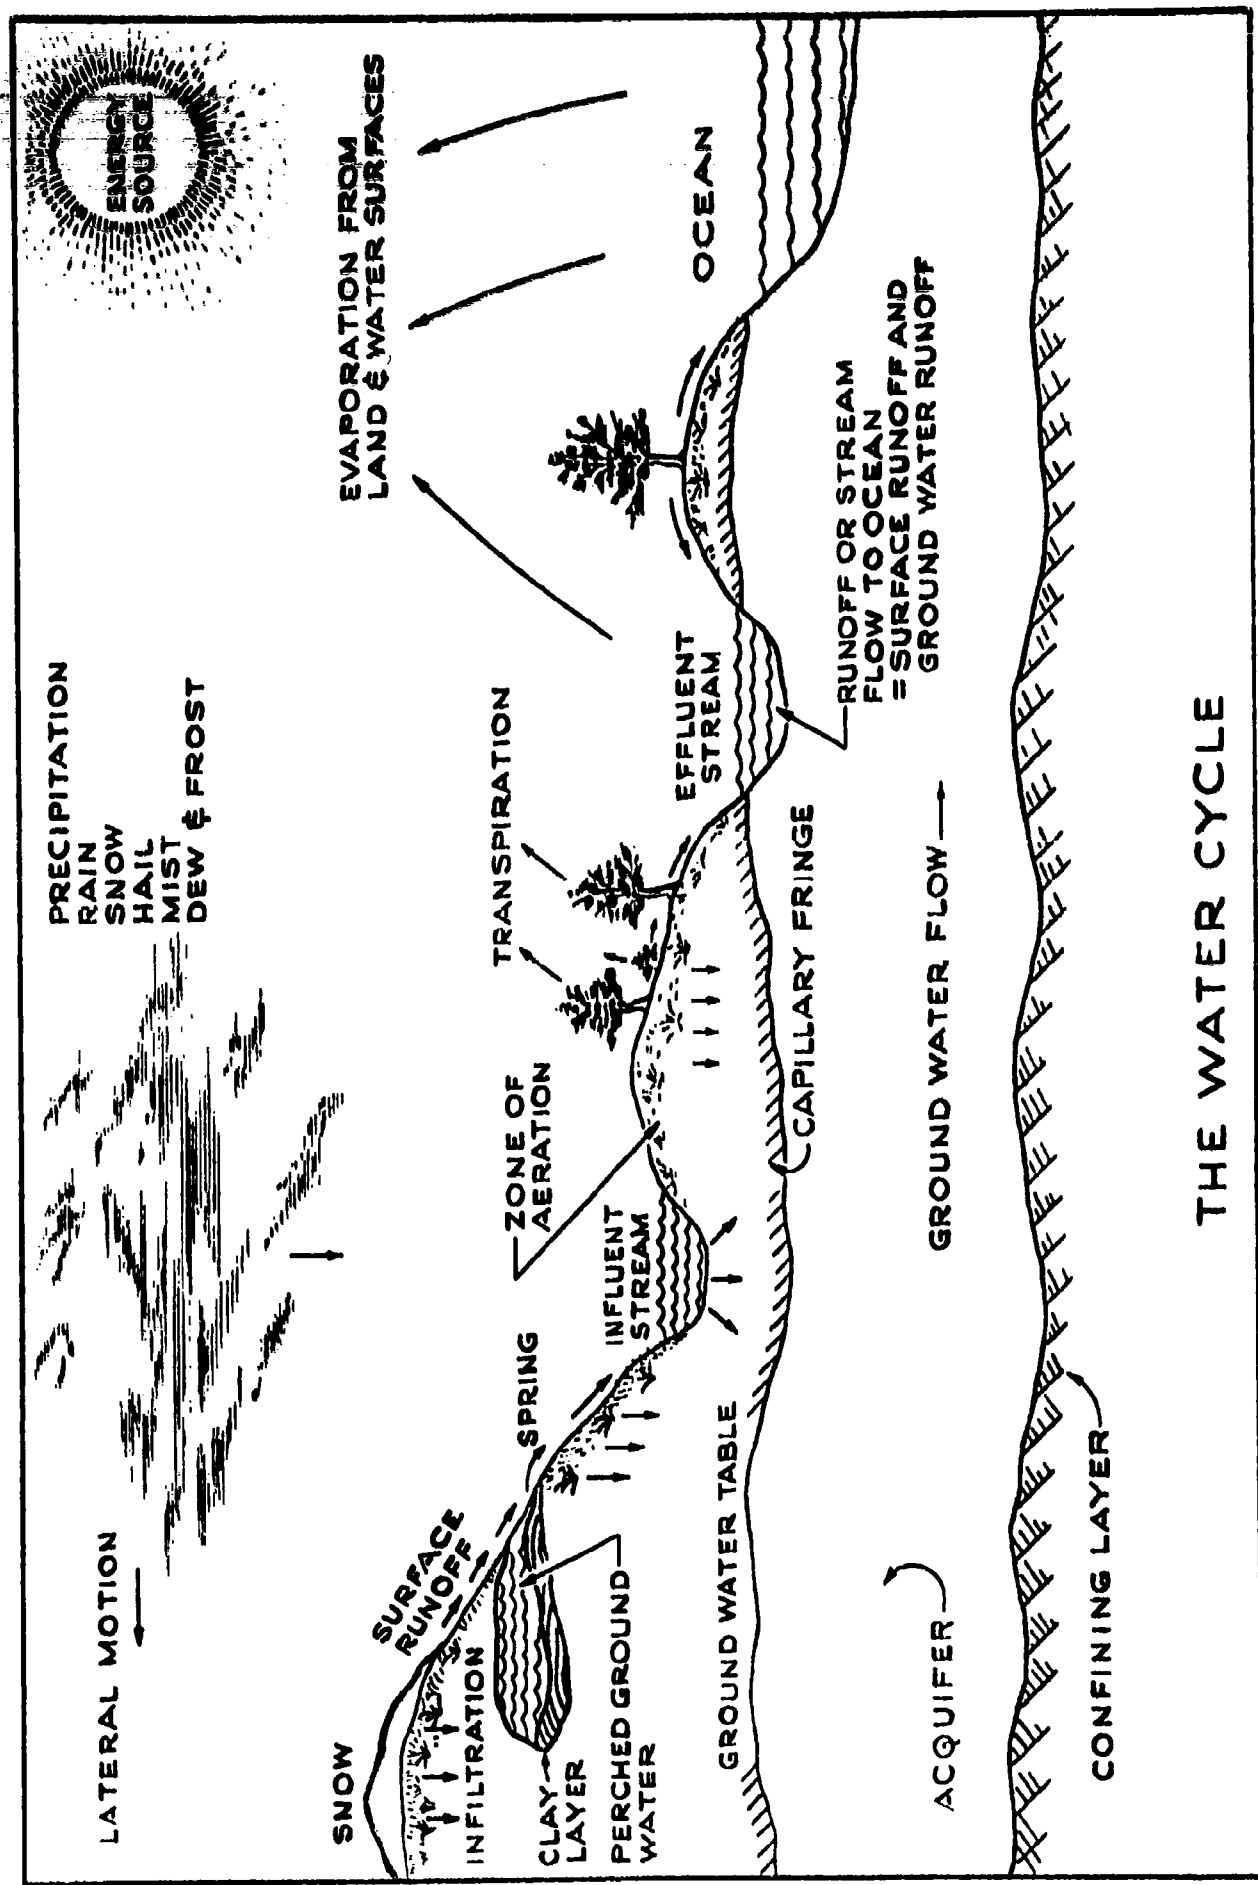 LATERAL MOTION
PRECIPITATION
RAIN
SNOW
HAIL
MIST
DEW & FROST
ENERGY
SOURCE
EVAPORATION FROM
LAND & WATER SURFACES
SNOW
SURFACE
RUNOFF
INFILTRATION
SPRING
CLAY
LAYER
PERCHED GROUND
WATER
ZONE OF
AERATION
INFLUENT
STREAM
TRANSPIRATION
EFFLUENT
STREAM
OCEAN
GROUND WATER TABLE
CAPILLARY FRINGE
RUNOFF OR STREAM
FLOW TO OCEAN
=SURFACE RUNOFF AND
GROUND WATER RUNOFF
ACQUIFER
GROUND WATER FLOW
CONFINING LAYER
THE WATER CYCLE